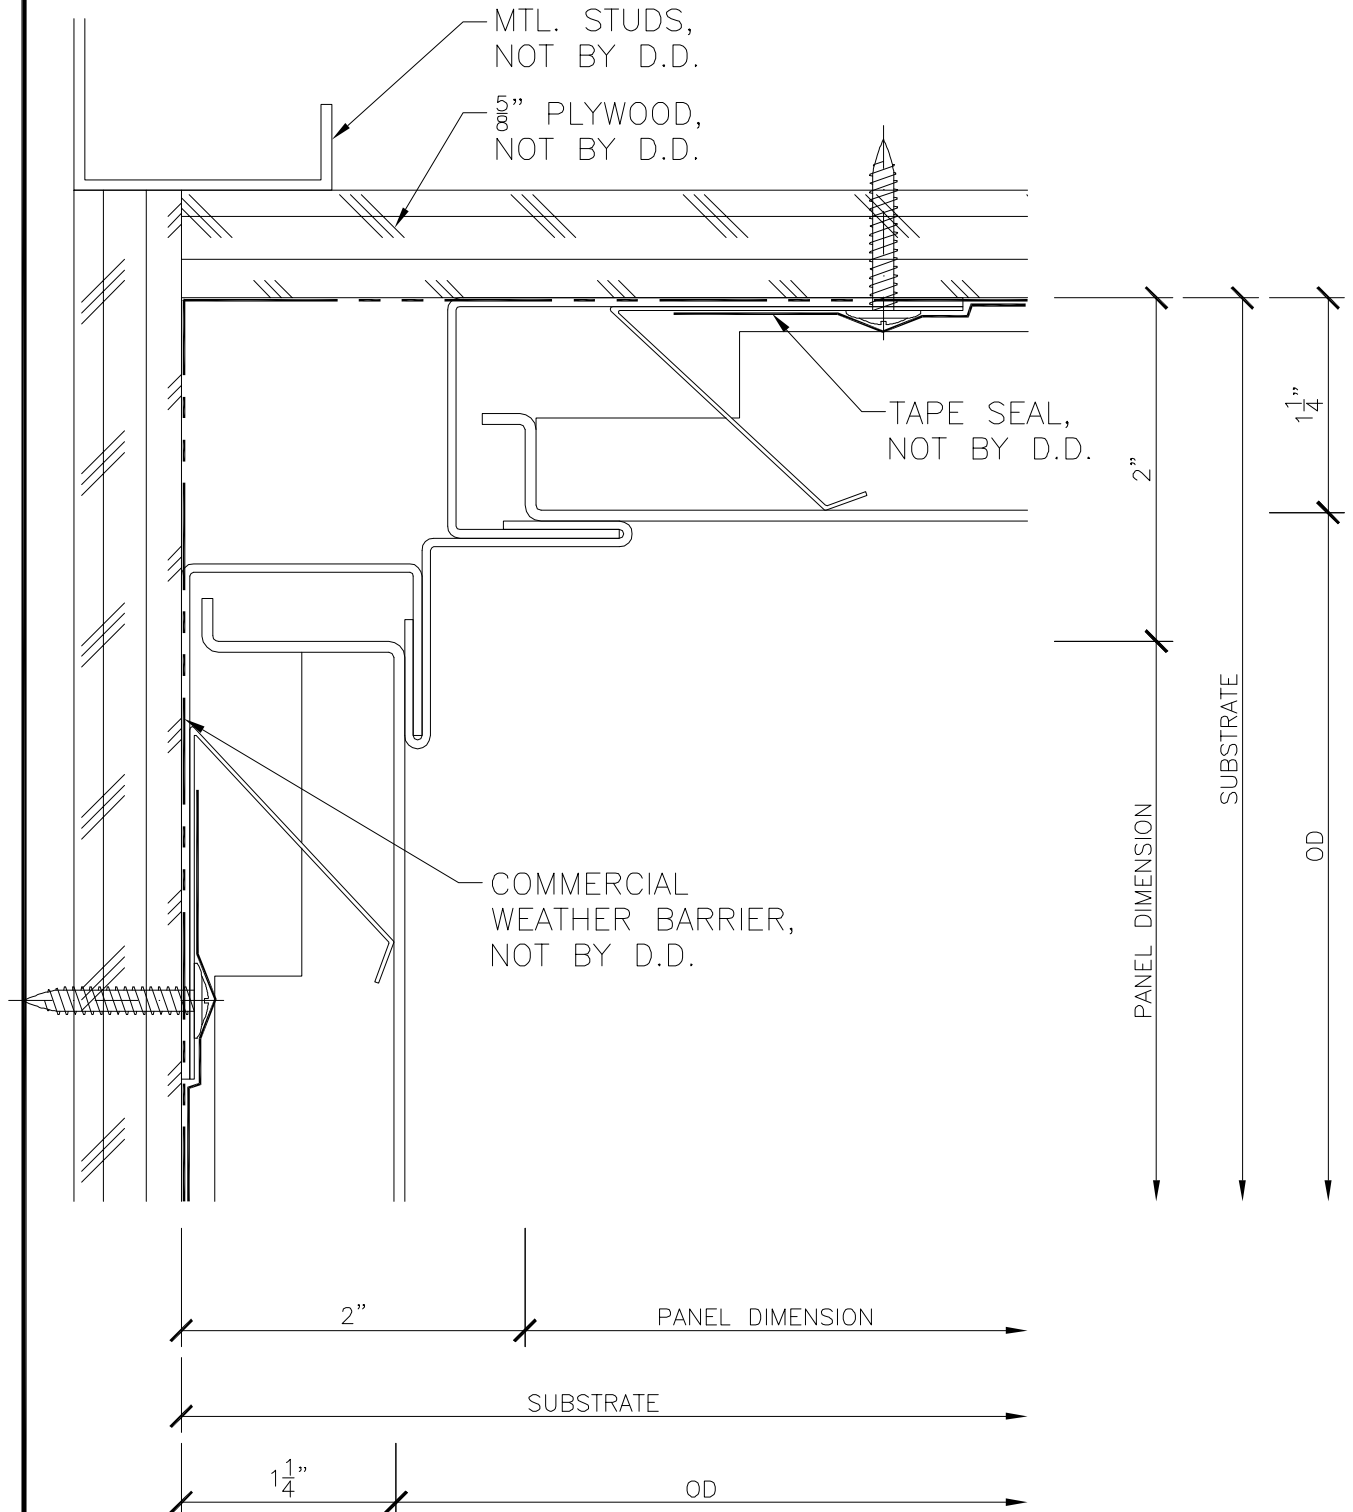 MTL. STUDS,
NOT BY D.D.
5/8" PLYWOOD,
NOT BY D.D.
TAPE SEAL,
NOT BY D.D.
1 1/4"
2"
SUBSTRATE
PANEL DIMENSION
OD
COMMERCIAL
WEATHER BARRIER,
NOT BY D.D.
2"
PANEL DIMENSION
SUBSTRATE
1 1/4"
OD